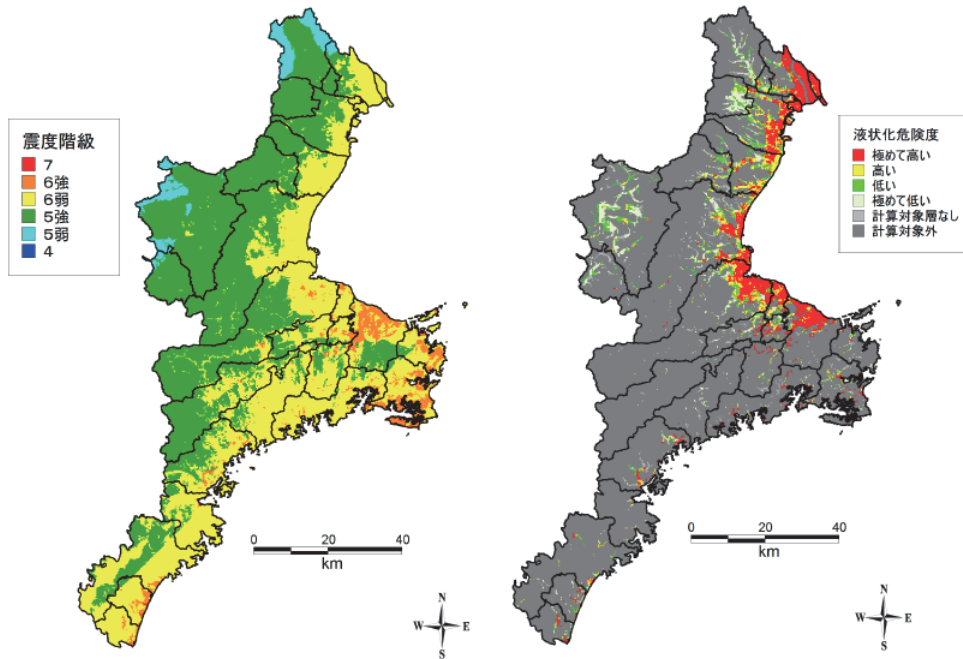 震度階級
7
6強
6弱
5強
5弱
4
0 20 40
km
N
W E
S
液状化危険度
極めて高い
高い
低い
極めて低い
計算対象層なし
計算対象外
0 20 40
km
N
W E
S